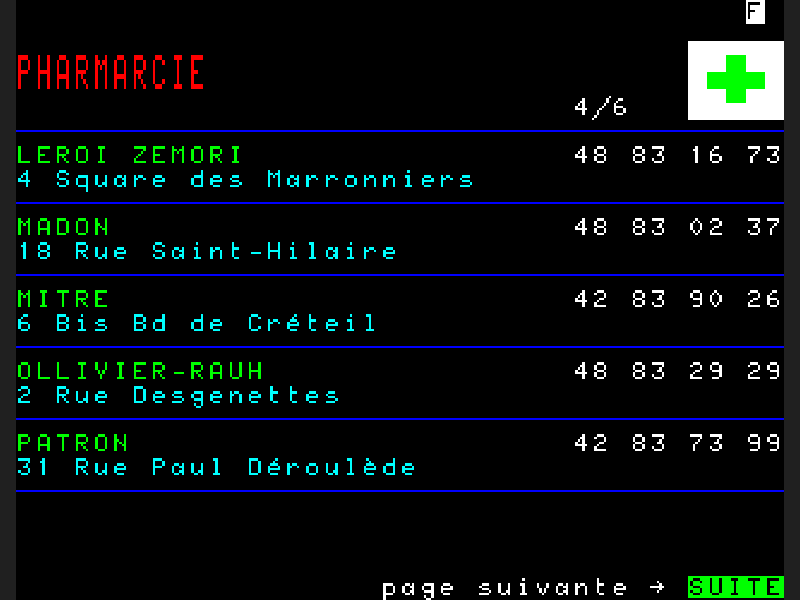 F
PHARMARCIE
4/6
LEROI ZEMORI 48 83 16 73
4 Square des Marronniers
MADON 48 83 02 37
18 Rue Saint-Hilaire
MITRE 42 83 90 26
6 Bis Bd de Créteil
OLLIVIER-RAUH 48 83 29 29
2 Rue Desgenettes
PATRON 42 83 73 99
31 Rue Paul Déroulède
page suivante → SUITE